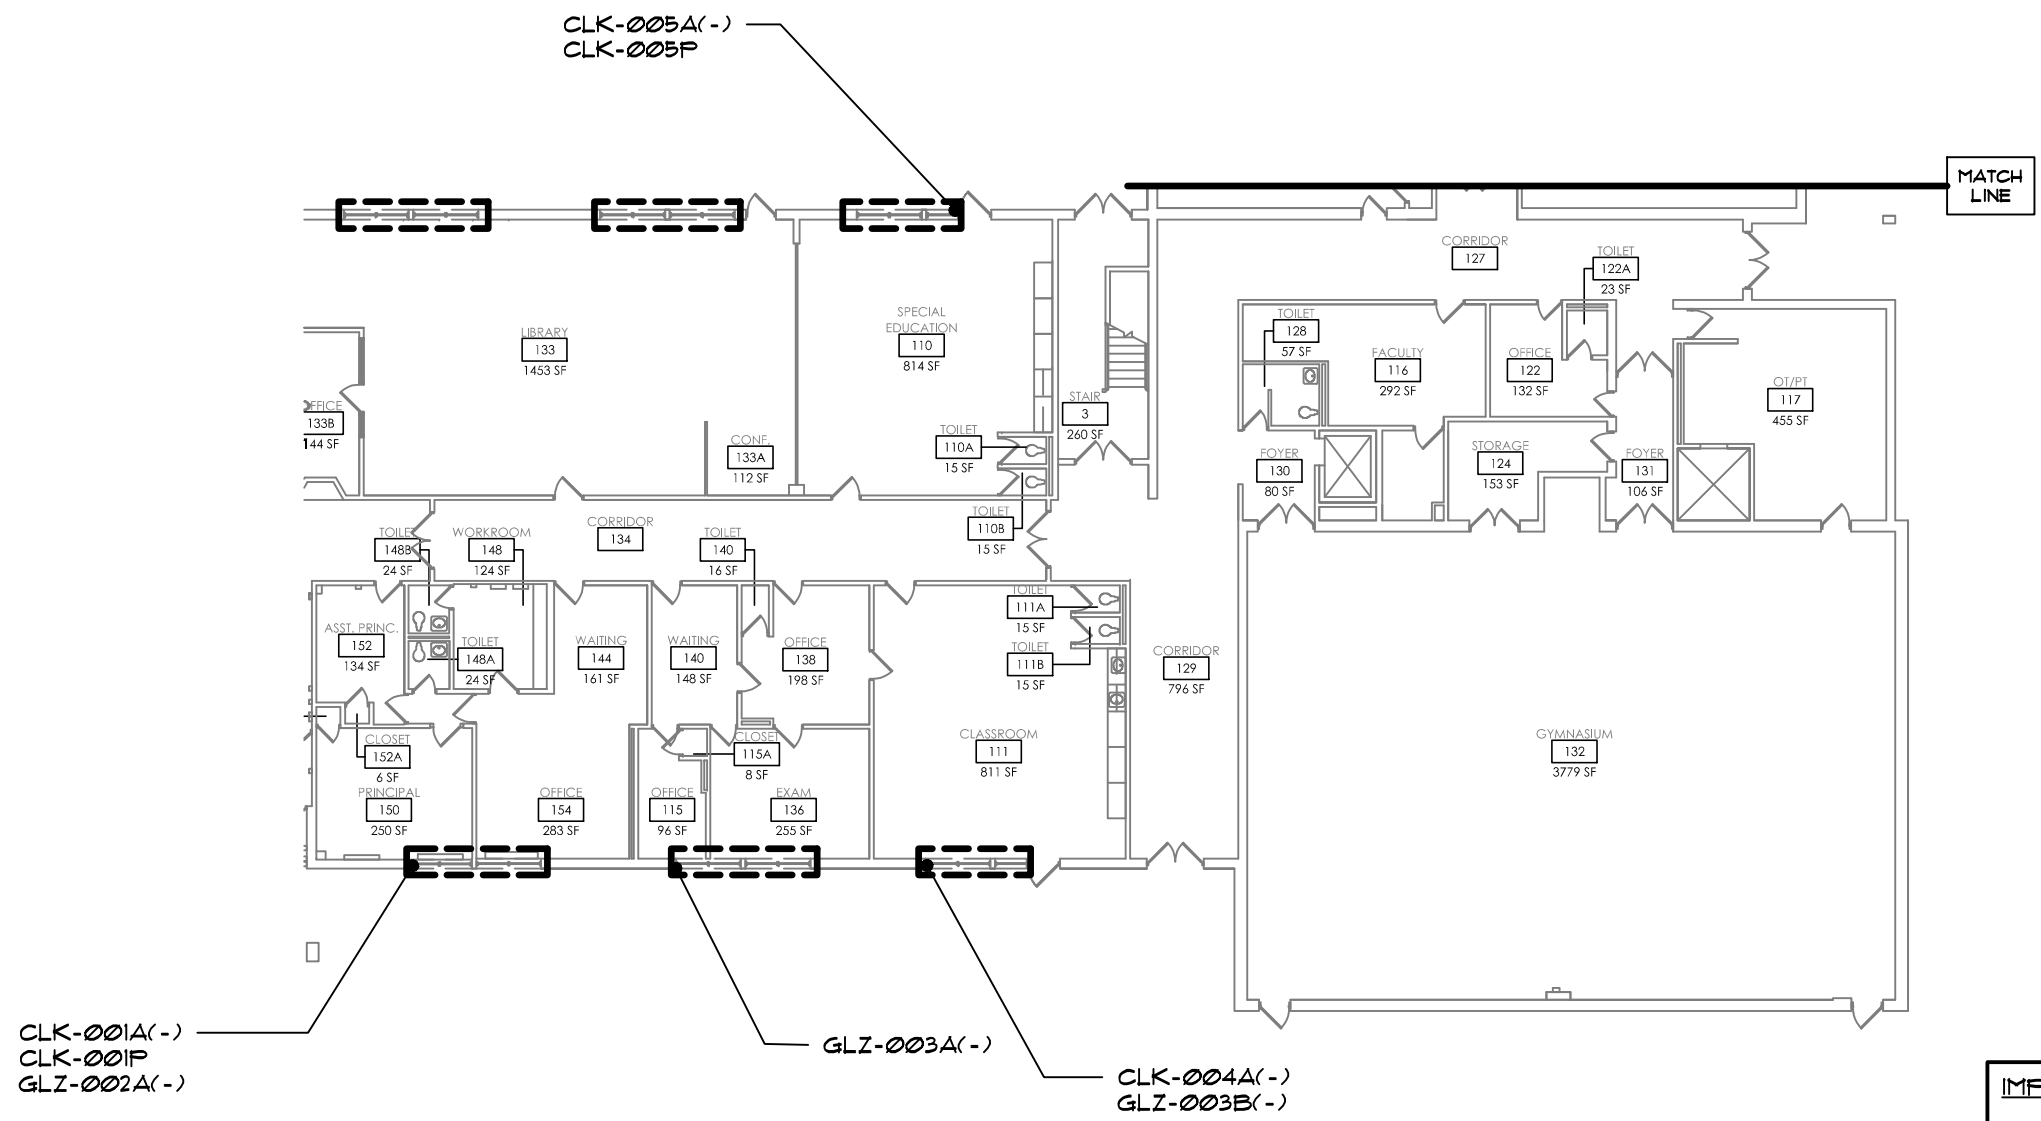 CLK-005A(-)
CLK-005P
MATCH
LINE
CORRIDOR
127
TOILET
122A
23 SF
SPECIAL
EDUCATION
110
814 SF
LIBRARY
133
1453 SF
TOILET
128
57 SF
FACULTY
116
292 SF
OFFICE
122
132 SF
OT/PT
117
455 SF
FFICE
133B
144 SF
STAIR
3
260 SF
CONF.
133A
112 SF
TOILET
110A
15 SF
FOYER
130
80 SF
STORAGE
124
153 SF
FOYER
131
106 SF
TOILET
148B
24 SF
WORKROOM
148
124 SF
CORRIDOR
134
TOILET
140
16 SF
TOILET
110B
15 SF
TOILET
111A
15 SF
ASST. PRINC.
152
134 SF
TOILET
148A
24 SF
WAITING
144
161 SF
WAITING
140
148 SF
OFFICE
138
198 SF
TOILET
111B
15 SF
CORRIDOR
129
796 SF
CLOSET
152A
6 SF
CLOSET
115A
8 SF
CLASSROOM
111
811 SF
GYMNASIUM
132
3779 SF
PRINCIPAL
150
250 SF
OFFICE
154
283 SF
OFFICE
115
96 SF
EXAM
136
255 SF
CLK-001A(-)
CLK-001P
GLZ-002A(-)
GLZ-003A(-)
CLK-004A(-)
GLZ-003B(-)